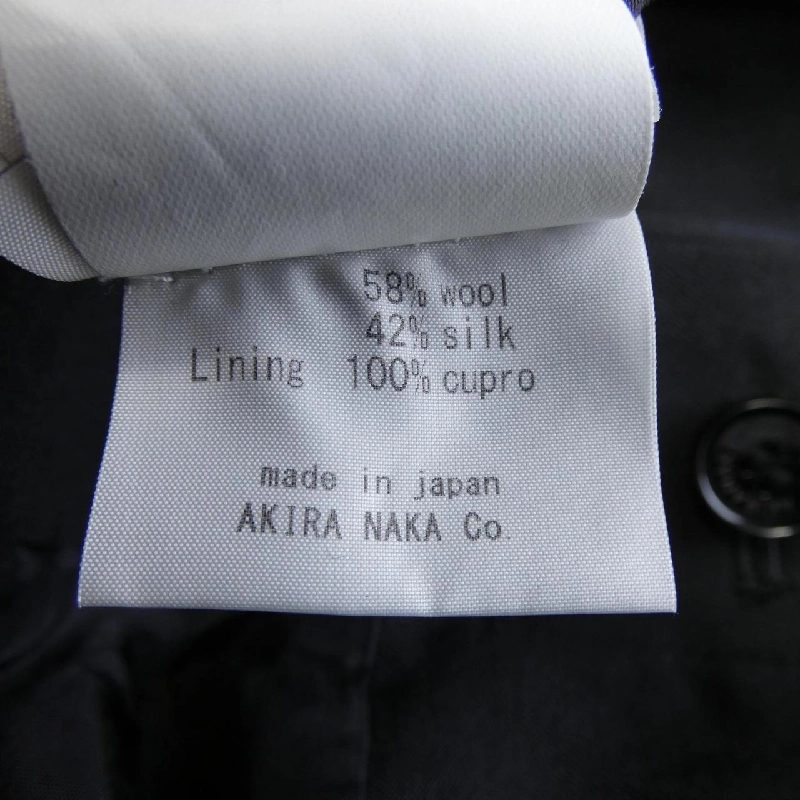 58% wool
42% silk
Lining 100% cupro
made in japan
AKIRA NAKA Co.